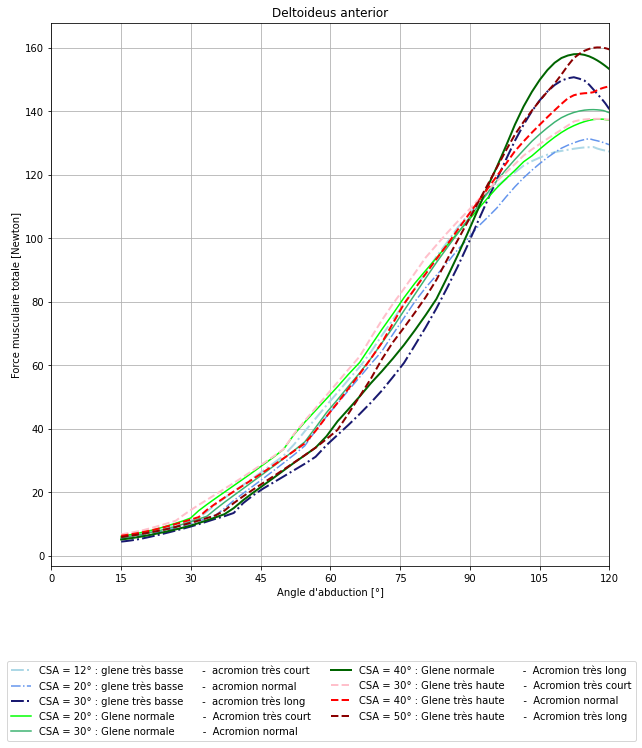 Deltoideus anterior
Force musculaire totale [Newton]
160
140
120
100
80
60
40
20
0
0 15 30 45 60 75 90 105 120
Angle d'abduction [°]
CSA = 12° : glene très basse - acromion très court
CSA = 20° : glene très basse - acromion normal
CSA = 30° : glene très basse - acromion très long
CSA = 20° : Glene normale - Acromion très court
CSA = 30° : Glene normale - Acromion normal
CSA = 40° : Glene normale - Acromion très long
CSA = 30° : Glene très haute - Acromion très court
CSA = 40° : Glene très haute - Acromion normal
CSA = 50° : Glene très haute - Acromion très long